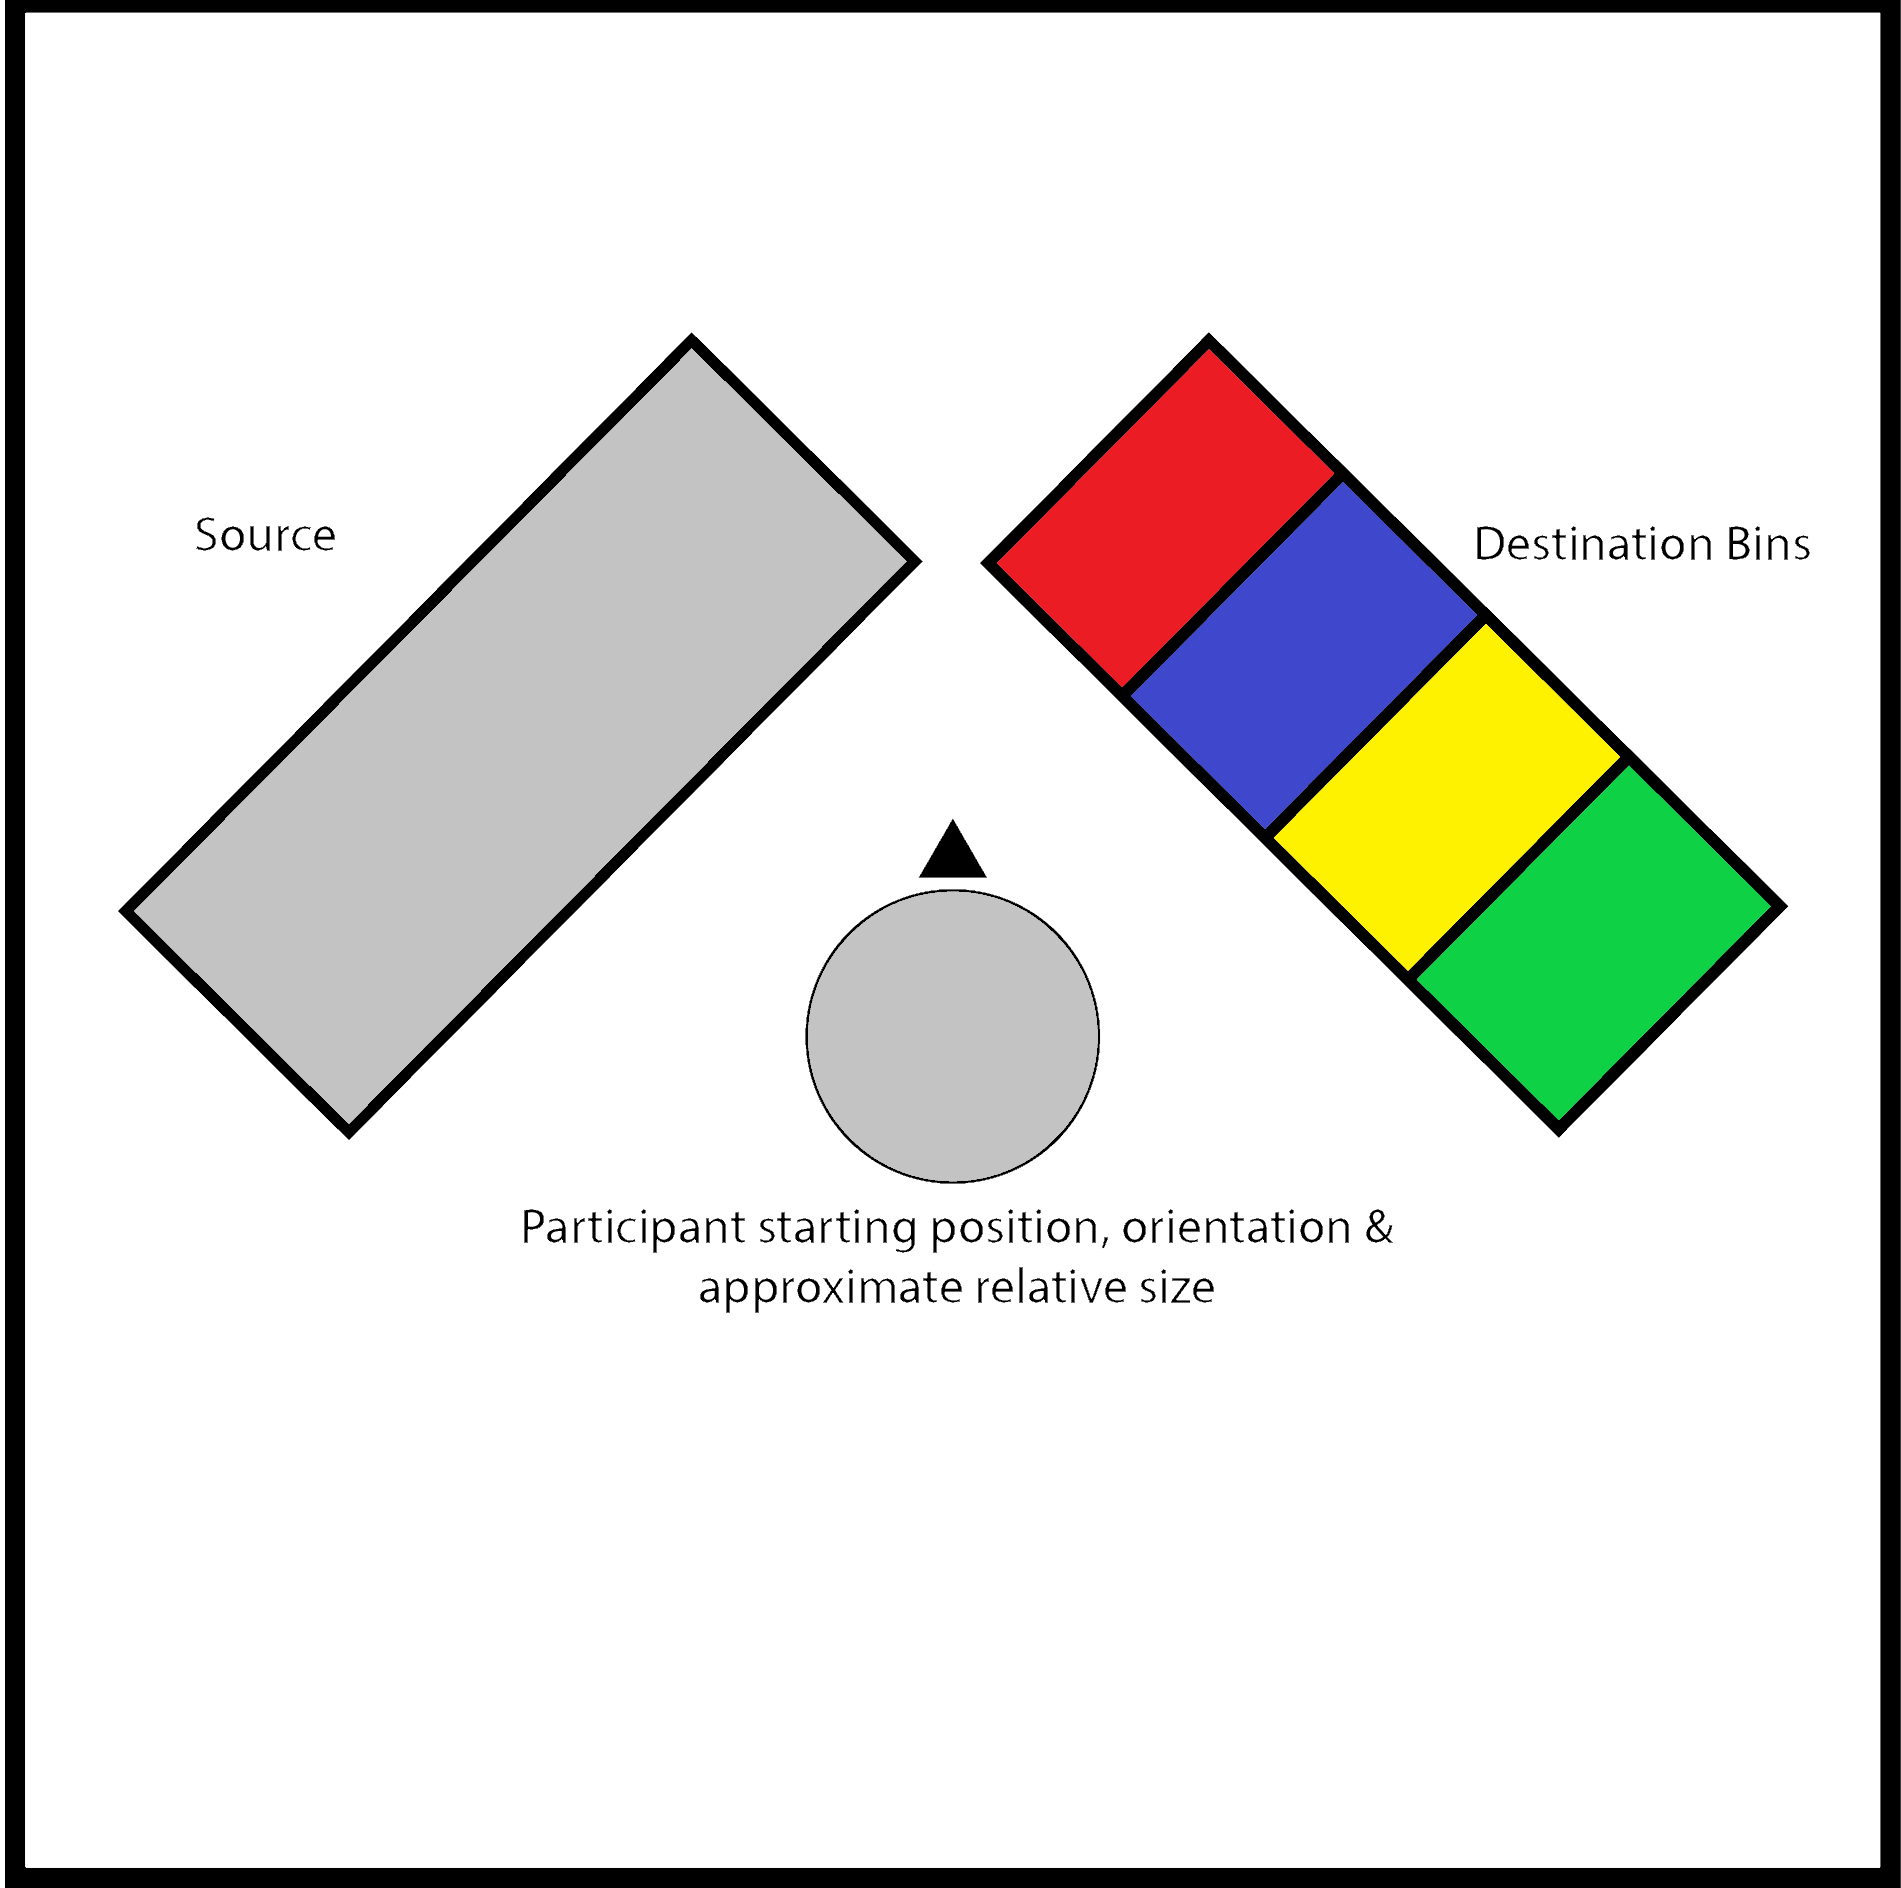 Source
Destination Bins
Participant starting position, orientation &
approximate relative size